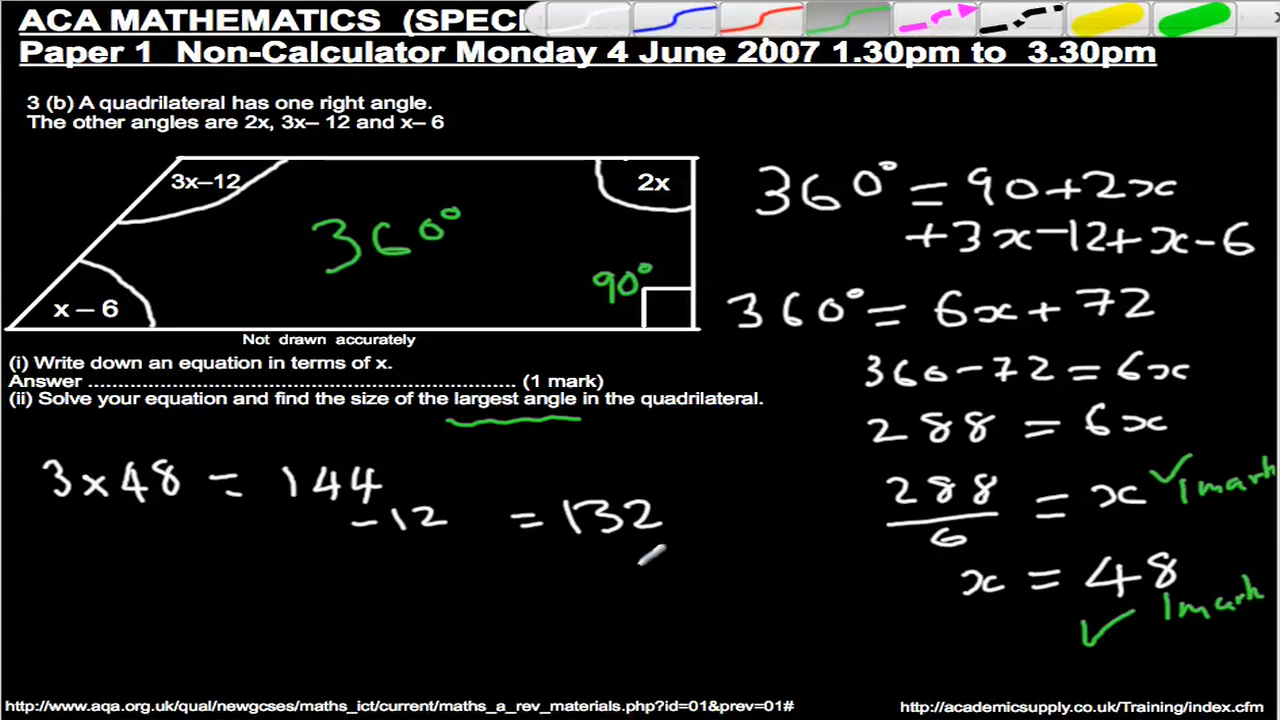 ACA MATHEMATICS (SPEC
Paper 1 Non-Calculator Monday 4 June 2007 1.30pm to 3.30pm
3 (b) A quadrilateral has one right angle.
The other angles are 2x, 3x– 12 and x– 6
3x–12
2x
360°
90°
x – 6
Not drawn accurately
(i) Write down an equation in terms of x.
Answer ........................................................................ (1 mark)
(ii) Solve your equation and find the size of the largest angle in the quadrilateral.
3 x 48 = 144
-12 = 132
360° = 90+2x
+3x-12+x-6
360° = 6x+72
360-72=6x
288 = 6x
288
6
= x ✓ 1 mark
x = 48
✓ 1 mark
http://www.aqa.org.uk/qual/newgcses/maths_ict/current/maths_a_rev_materials.php?id=01&prev=01#
http://academicsupply.co.uk/Training/index.cfm